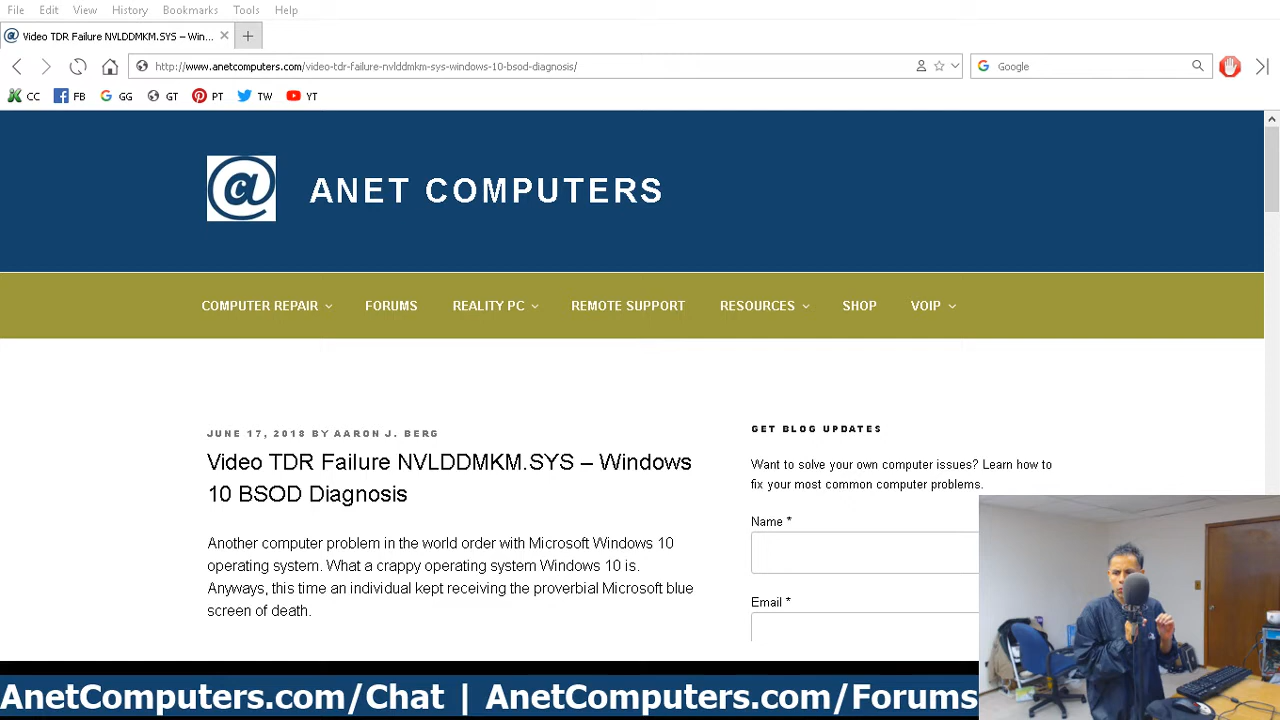 File Edit View History Bookmarks Tools Help
Video TDR Failure NVLDDMKM.SYS – Win...
http://www.anetcomputers.com/video-tdr-failure-nvlddmkm-sys-windows-10-bsod-diagnosis/
Google
CC FB GG GT PT TW YT
@ ANET COMPUTERS
COMPUTER REPAIR FORUMS REALITY PC REMOTE SUPPORT RESOURCES SHOP VOIP
JUNE 17, 2018 BY AARON J. BERG
Video TDR Failure NVLDDMKM.SYS – Windows
10 BSOD Diagnosis
Another computer problem in the world order with Microsoft Windows 10
operating system. What a crappy operating system Windows 10 is.
Anyways, this time an individual kept receiving the proverbial Microsoft blue
screen of death.
GET BLOG UPDATES
Want to solve your own computer issues? Learn how to
fix your most common computer problems.
Name *
Email *
AnetComputers.com/Chat | AnetComputers.com/Forums